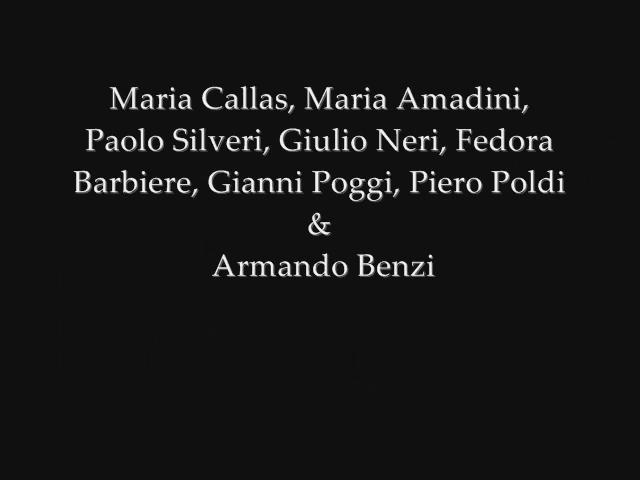 Maria Callas, Maria Amadini,
Paolo Silveri, Giulio Neri, Fedora
Barbiere, Gianni Poggi, Piero Poldi
&
Armando Benzi